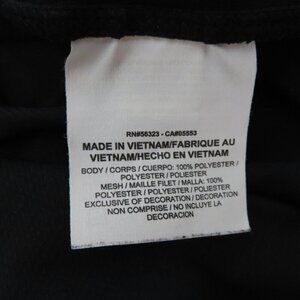 RN#56323 - CA#05553
MADE IN VIETNAM/FABRIQUE AU
VIETNAM/HECHO EN VIETNAM
BODY / CORPS / CUERPO: 100% POLYESTER /
POLYESTER / POLIESTER
MESH / MAILLE FILET / MALLA: 100%
POLYESTER / POLYESTER / POLIESTER
EXCLUSIVE OF DECORATION / DECORATION
NON COMPRISE / NO INCLUYE LA
DECORACION